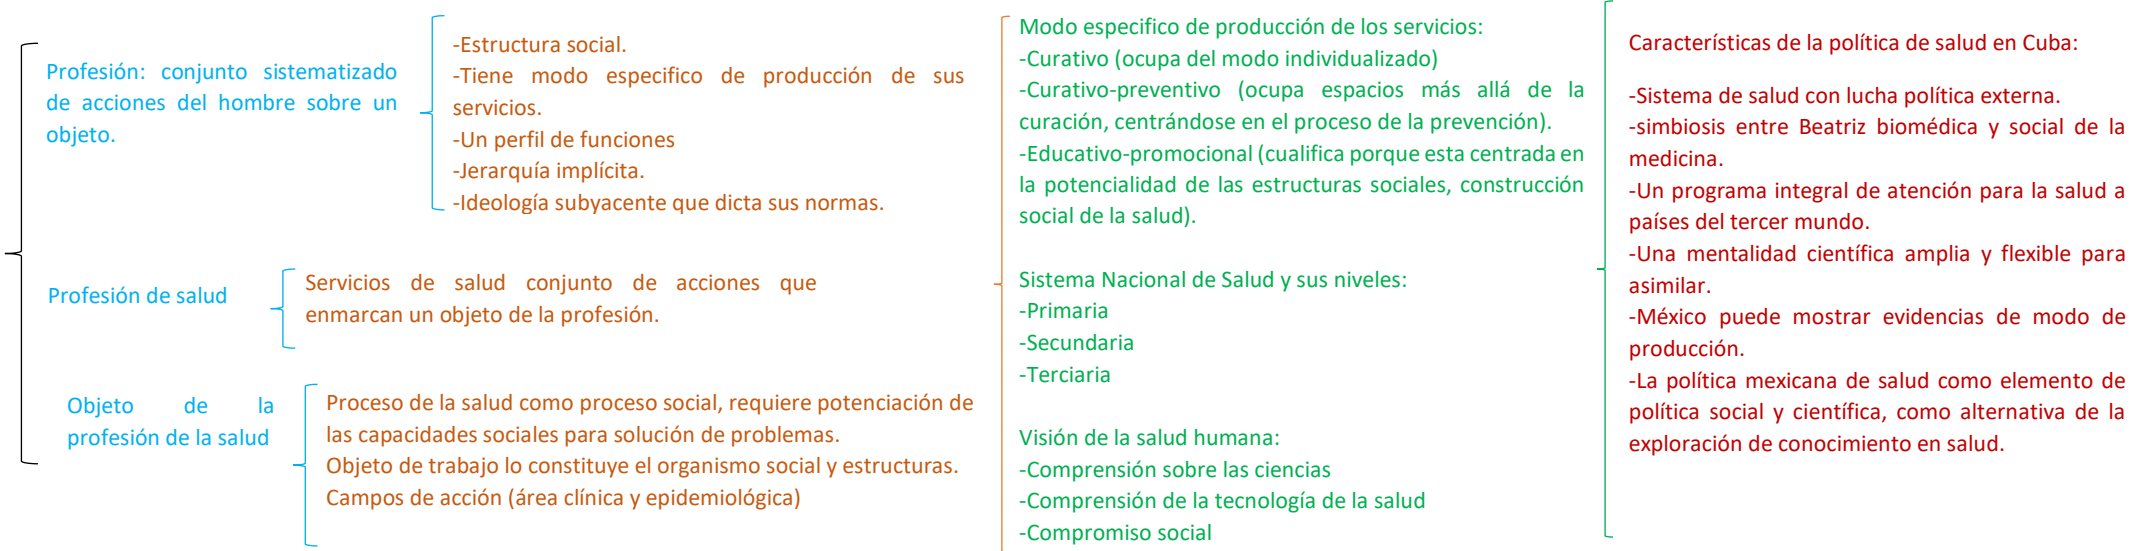 Profesión: conjunto sistematizado
de acciones del hombre sobre un
objeto.
-Estructura social.
-Tiene modo especifico de producción de sus
servicios.
-Un perfil de funciones
-Jerarquía implícita.
-Ideología subyacente que dicta sus normas.
Profesión de salud
Servicios de salud conjunto de acciones que
enmarcan un objeto de la profesión.
Objeto de la
profesión de la salud
Proceso de la salud como proceso social, requiere potenciación de
las capacidades sociales para solución de problemas.
Objeto de trabajo lo constituye el organismo social y estructuras.
Campos de acción (área clínica y epidemiológica)
Modo especifico de producción de los servicios:
-Curativo (ocupa del modo individualizado)
-Curativo-preventivo (ocupa espacios más allá de la
curación, centrándose en el proceso de la prevención).
-Educativo-promocional (cualifica porque esta centrada en
la potencialidad de las estructuras sociales, construcción
social de la salud).
Sistema Nacional de Salud y sus niveles:
-Primaria
-Secundaria
-Terciaria
Visión de la salud humana:
-Comprensión sobre las ciencias
-Comprensión de la tecnología de la salud
-Compromiso social
Características de la política de salud en Cuba:
-Sistema de salud con lucha política externa.
-simbiosis entre Beatriz biomédica y social de la
medicina.
-Un programa integral de atención para la salud a
países del tercer mundo.
-Una mentalidad científica amplia y flexible para
asimilar.
-México puede mostrar evidencias de modo de
producción.
-La política mexicana de salud como elemento de
política social y científica, como alternativa de la
exploración de conocimiento en salud.